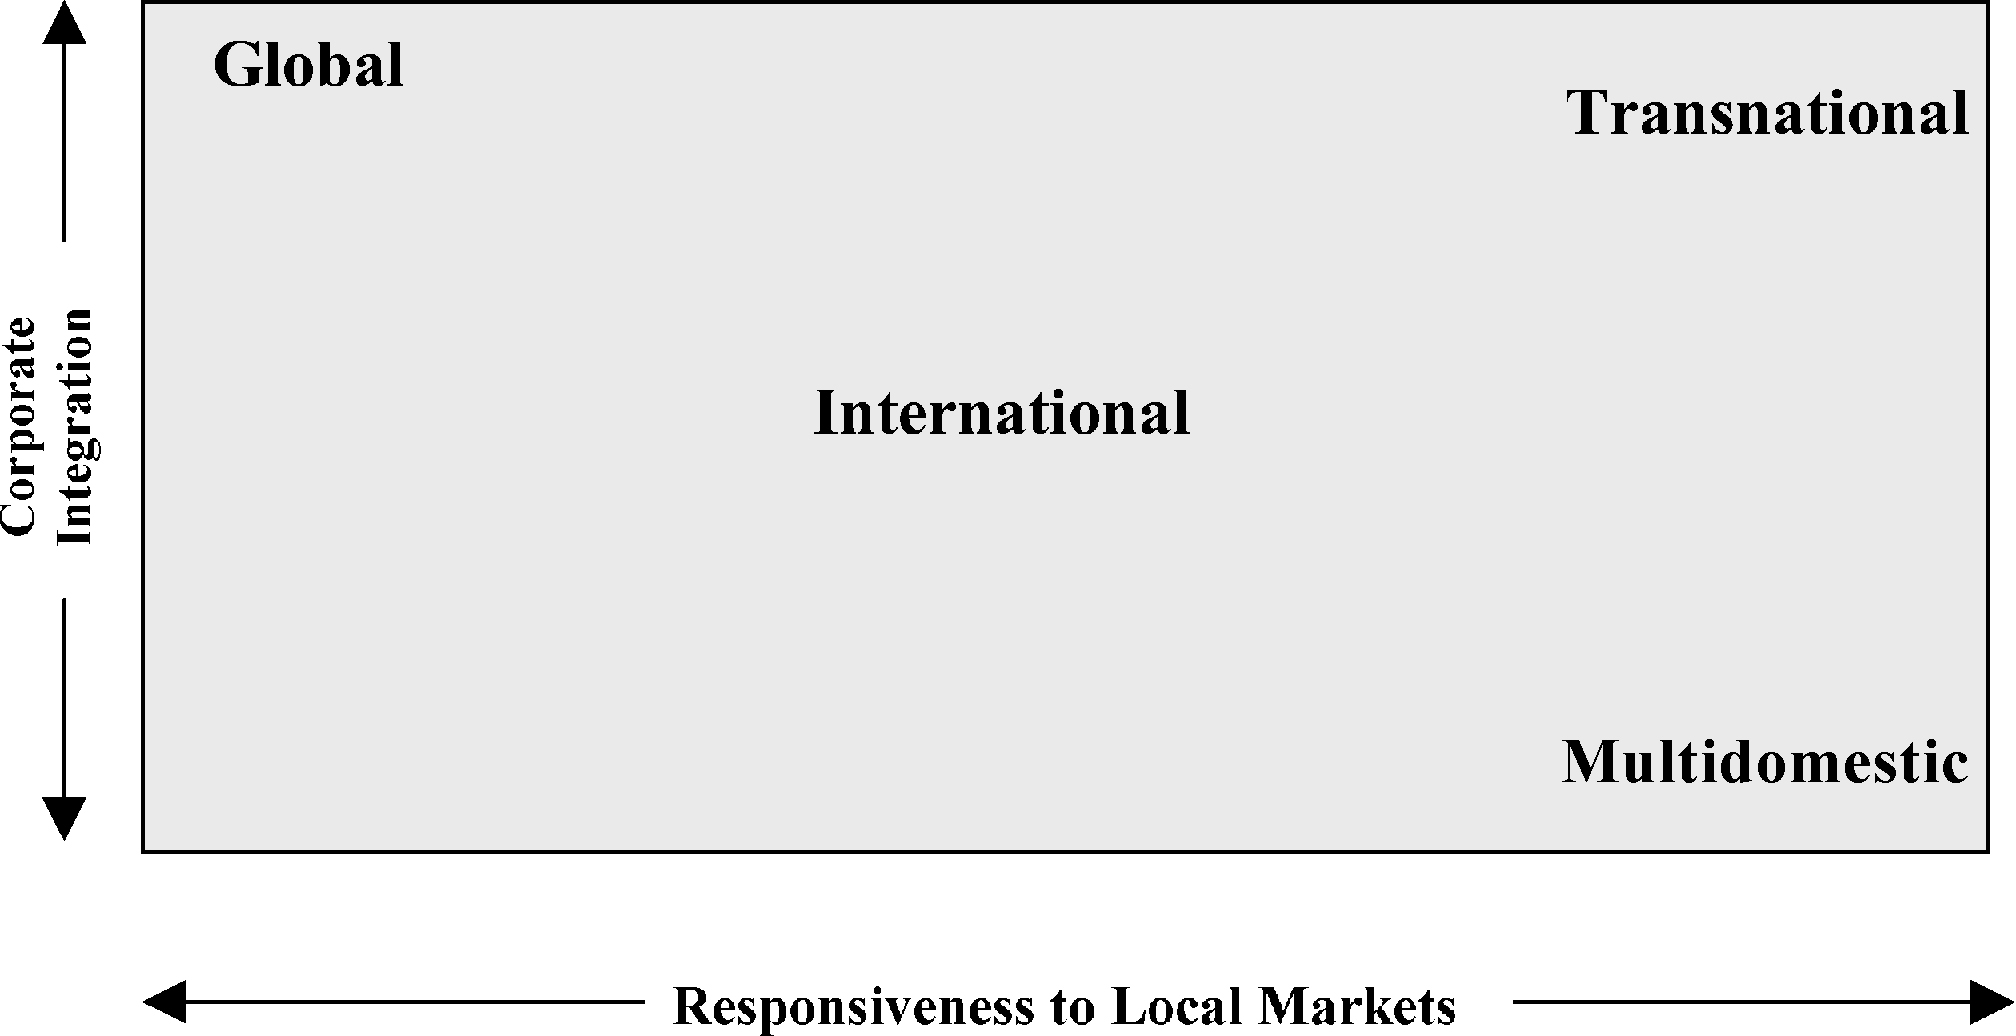 Global
Transnational
Corporate
Integration
International
Multidomestic
Responsiveness to Local Markets